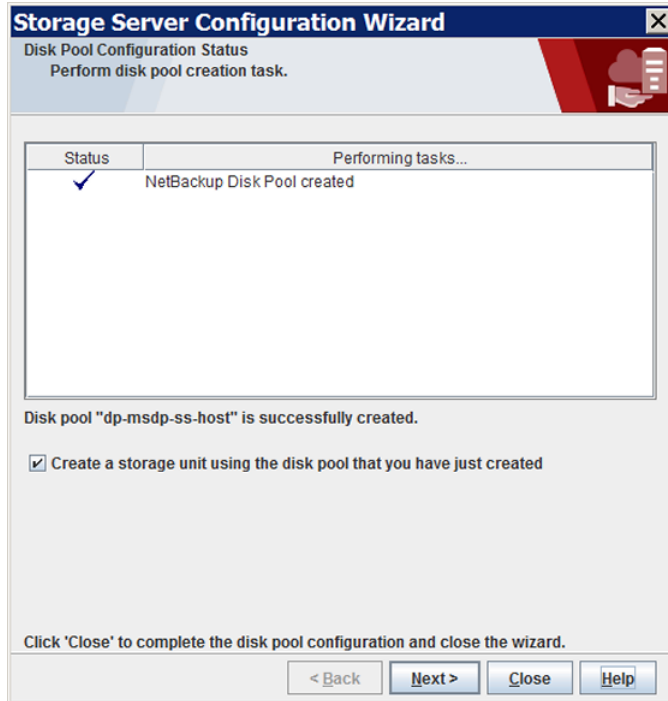 Storage Server Configuration Wizard
Disk Pool Configuration Status
Perform disk pool creation task.
Status Performing tasks...
NetBackup Disk Pool created
Disk pool "dp-msdp-ss-host" is successfully created.
Create a storage unit using the disk pool that you have just created
Click 'Close' to complete the disk pool configuration and close the wizard.
< Back Next > Close Help